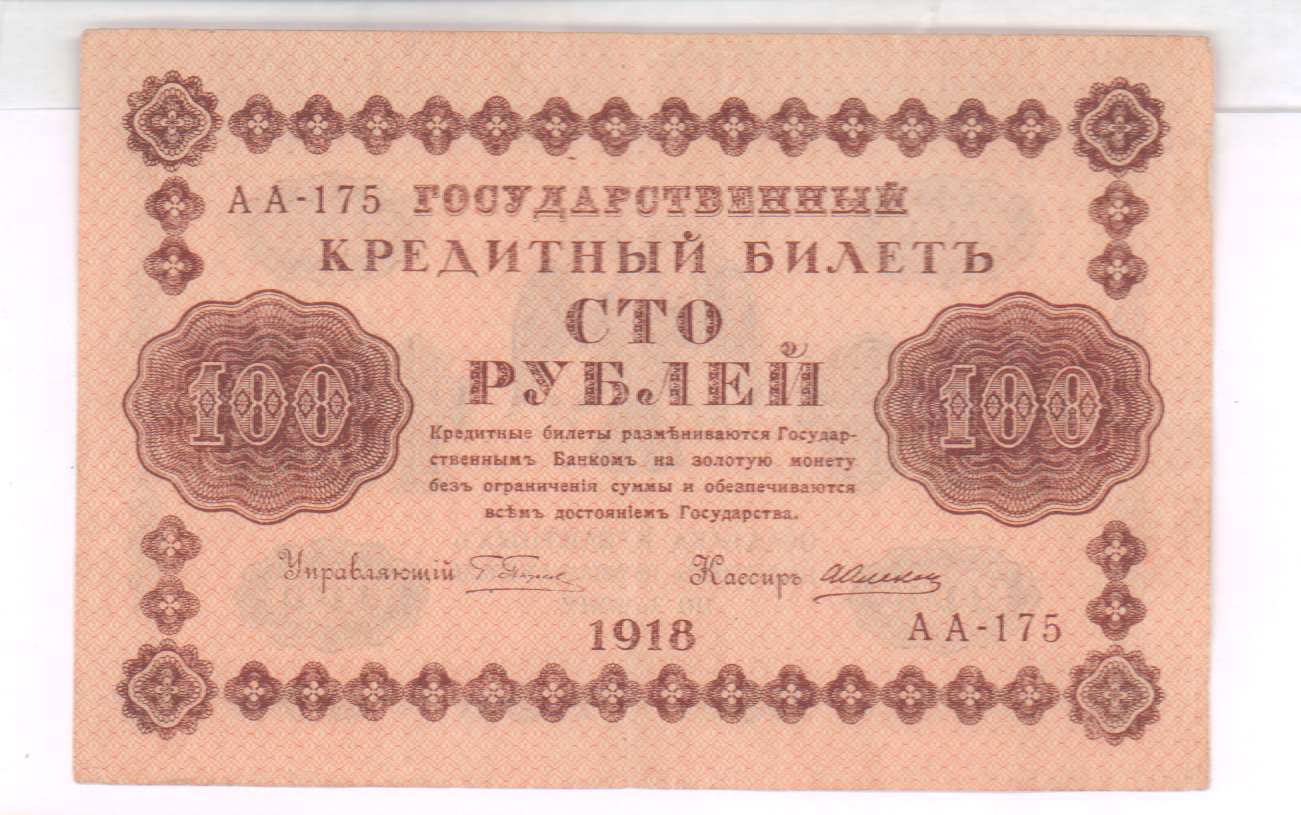 АА-175 ГОСУДАРСТВЕННЫЙ
КРЕДИТНЫЙ БИЛЕТЪ
СТО
РУБЛЕЙ
100 100
Кредитные билеты размѣниваются Государ-
ственнымъ Банкомъ на золотую монету
безъ ограниченія суммы и обезпечиваются
всѣмъ достояніемъ Государства.
Управляющій Кассиръ
1918 АА-175